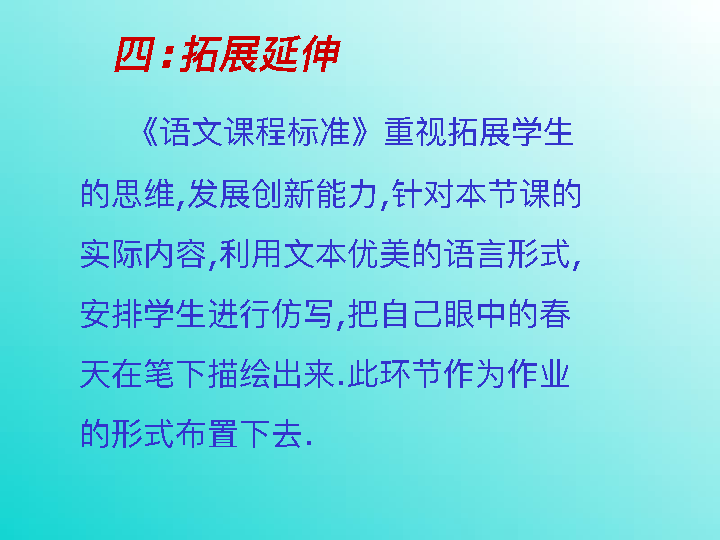 四:拓展延伸
《语文课程标准》重视拓展学生
的思维,发展创新能力,针对本节课的
实际内容,利用文本优美的语言形式,
安排学生进行仿写,把自己眼中的春
天在笔下描绘出来.此环节作为作业
的形式布置下去.